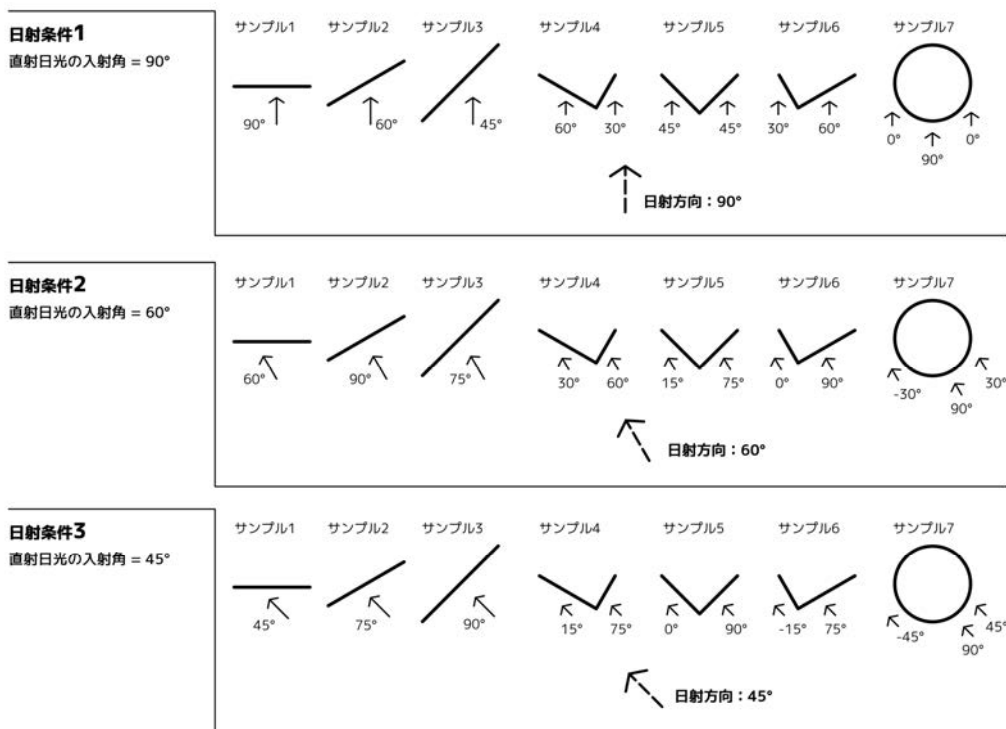 日射条件1
直射日光の入射角 = 90°
サンプル1 サンプル2 サンプル3 サンプル4 サンプル5 サンプル6 サンプル7
90° 60° 45° 60° 30° 45° 45° 30° 60° 0° 0°
90°
日射方向：90°
日射条件2
直射日光の入射角 = 60°
サンプル1 サンプル2 サンプル3 サンプル4 サンプル5 サンプル6 サンプル7
60° 90° 75° 30° 60° 15° 75° 0° 90° -30° 30°
90°
日射方向：60°
日射条件3
直射日光の入射角 = 45°
サンプル1 サンプル2 サンプル3 サンプル4 サンプル5 サンプル6 サンプル7
45° 75° 90° 15° 75° 0° 90° -15° 75° -45° 45°
90°
日射方向：45°